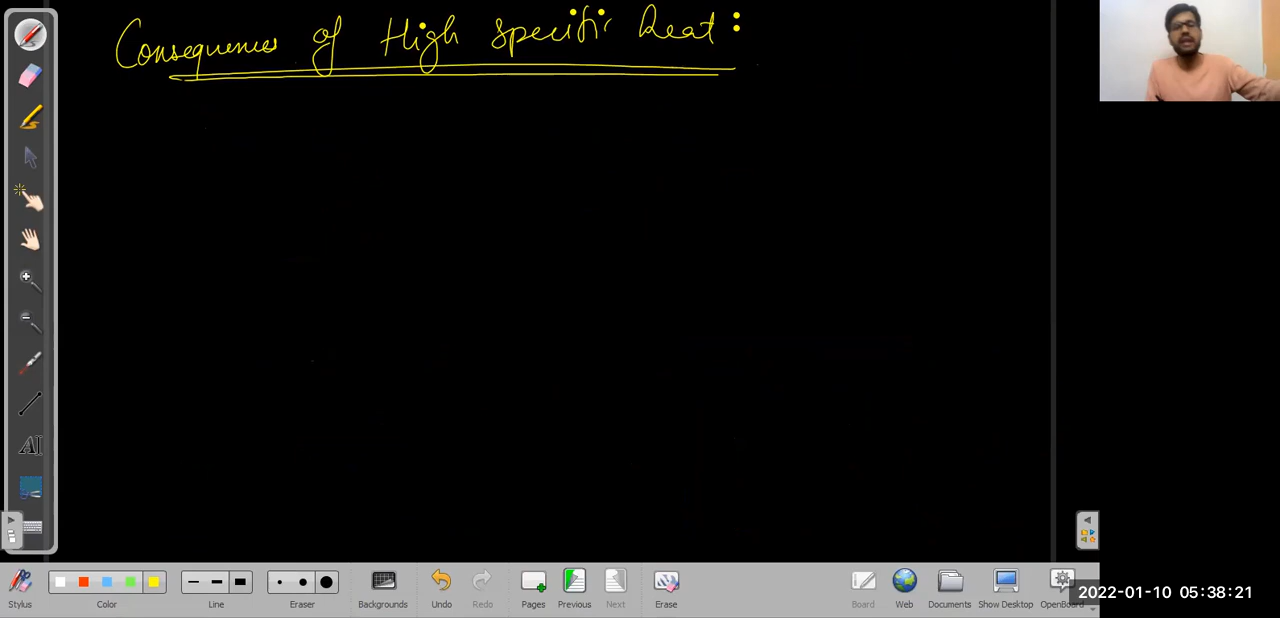 Consequences of High Specific Heat :
AI
Stylus
Color
Line
Eraser
Backgrounds
Undo
Redo
Pages
Previous
Next
Erase
Board
Web
Documents
Show Desktop
OpenBoard
2022-01-10 05:38:21